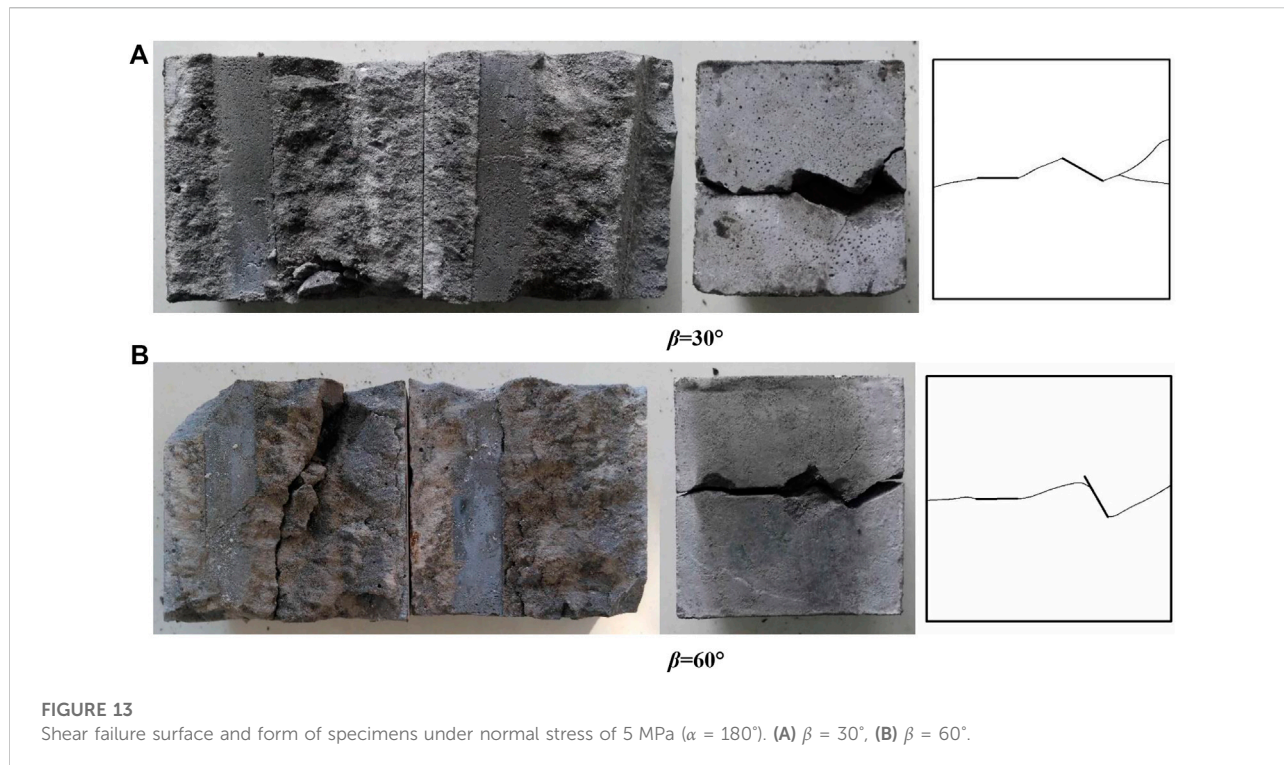 A
β=30°
B
β=60°
FIGURE 13
Shear failure surface and form of specimens under normal stress of 5 MPa (α = 180°). (A) β = 30°, (B) β = 60°.